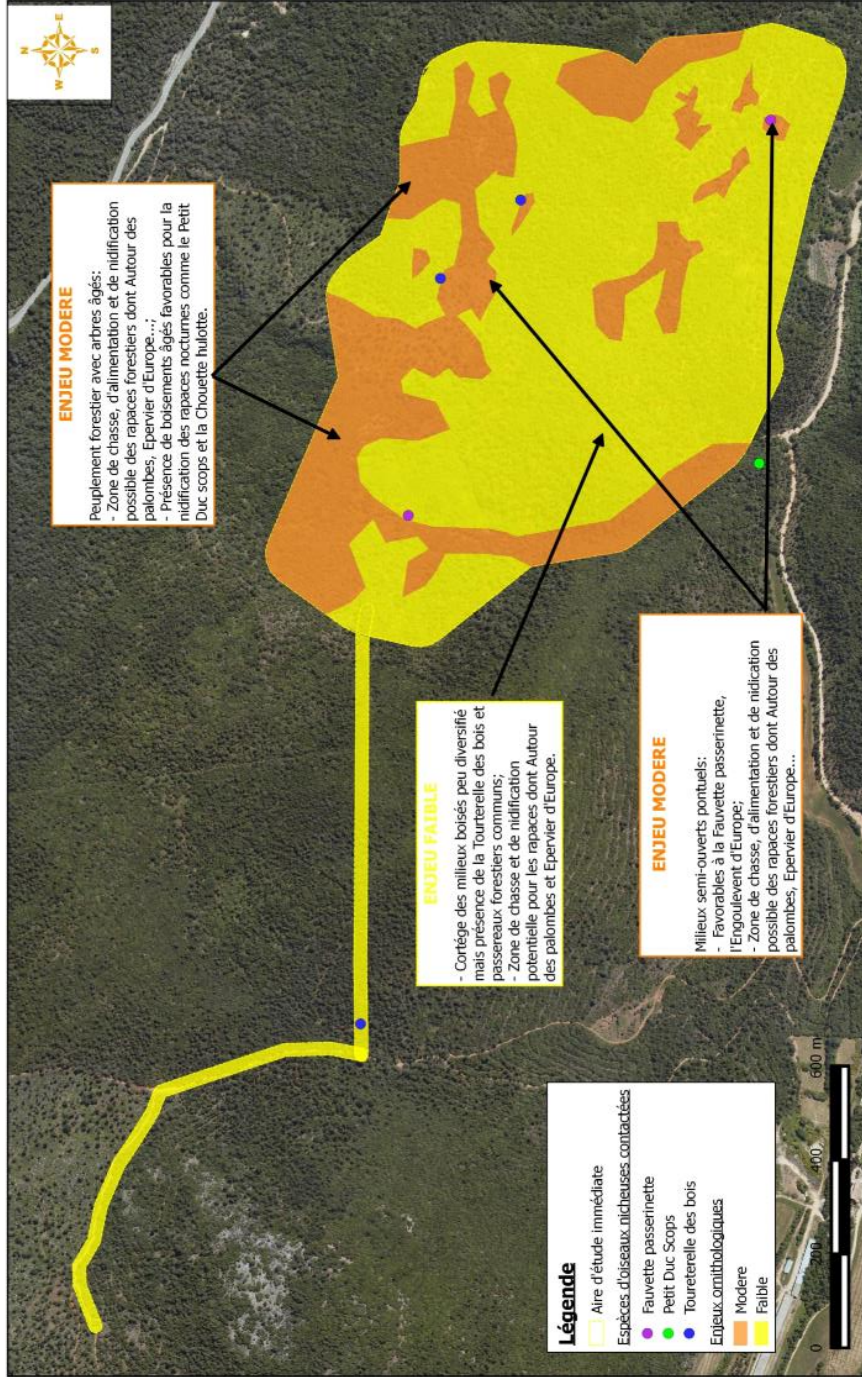 N
E
S
W
ENJEU MODERE
Peuplement forestier avec arbres âgés:
- Zone de chasse, d'alimentation et de nidification
possible des rapaces forestiers dont Autour des
palombes, Epervier d'Europe...;
- Présence de boisements âgés favorables pour la
nidification des rapaces nocturnes comme le Petit
Duc scops et la Chouette hulotte.
ENJEU FAIBLE
- Cortège des milieux boisés peu diversifié
mais présence de la Tourterelle des bois et
passereaux forestiers communs;
- Zone de chasse et de nidification
potentielle pour les rapaces dont Autour
des palombes et Epervier d'Europe.
ENJEU MODERE
Milieux semi-ouverts pontuels:
- Favorables à la Fauvette passerinette,
l'Engoulevent d'Europe;
- Zone de chasse, d'alimentation et de nidication
possible des rapaces forestiers dont Autour des
palombes, Epervier d'Europe...
Légende
Aire d'étude immédiate
Espèces d'oiseaux nicheuses contactées
Fauvette passerinette
Petit Duc Scops
Toureterelle des bois
Enjeux ornithologiques
Modere
Faible
0 200 400 600 m